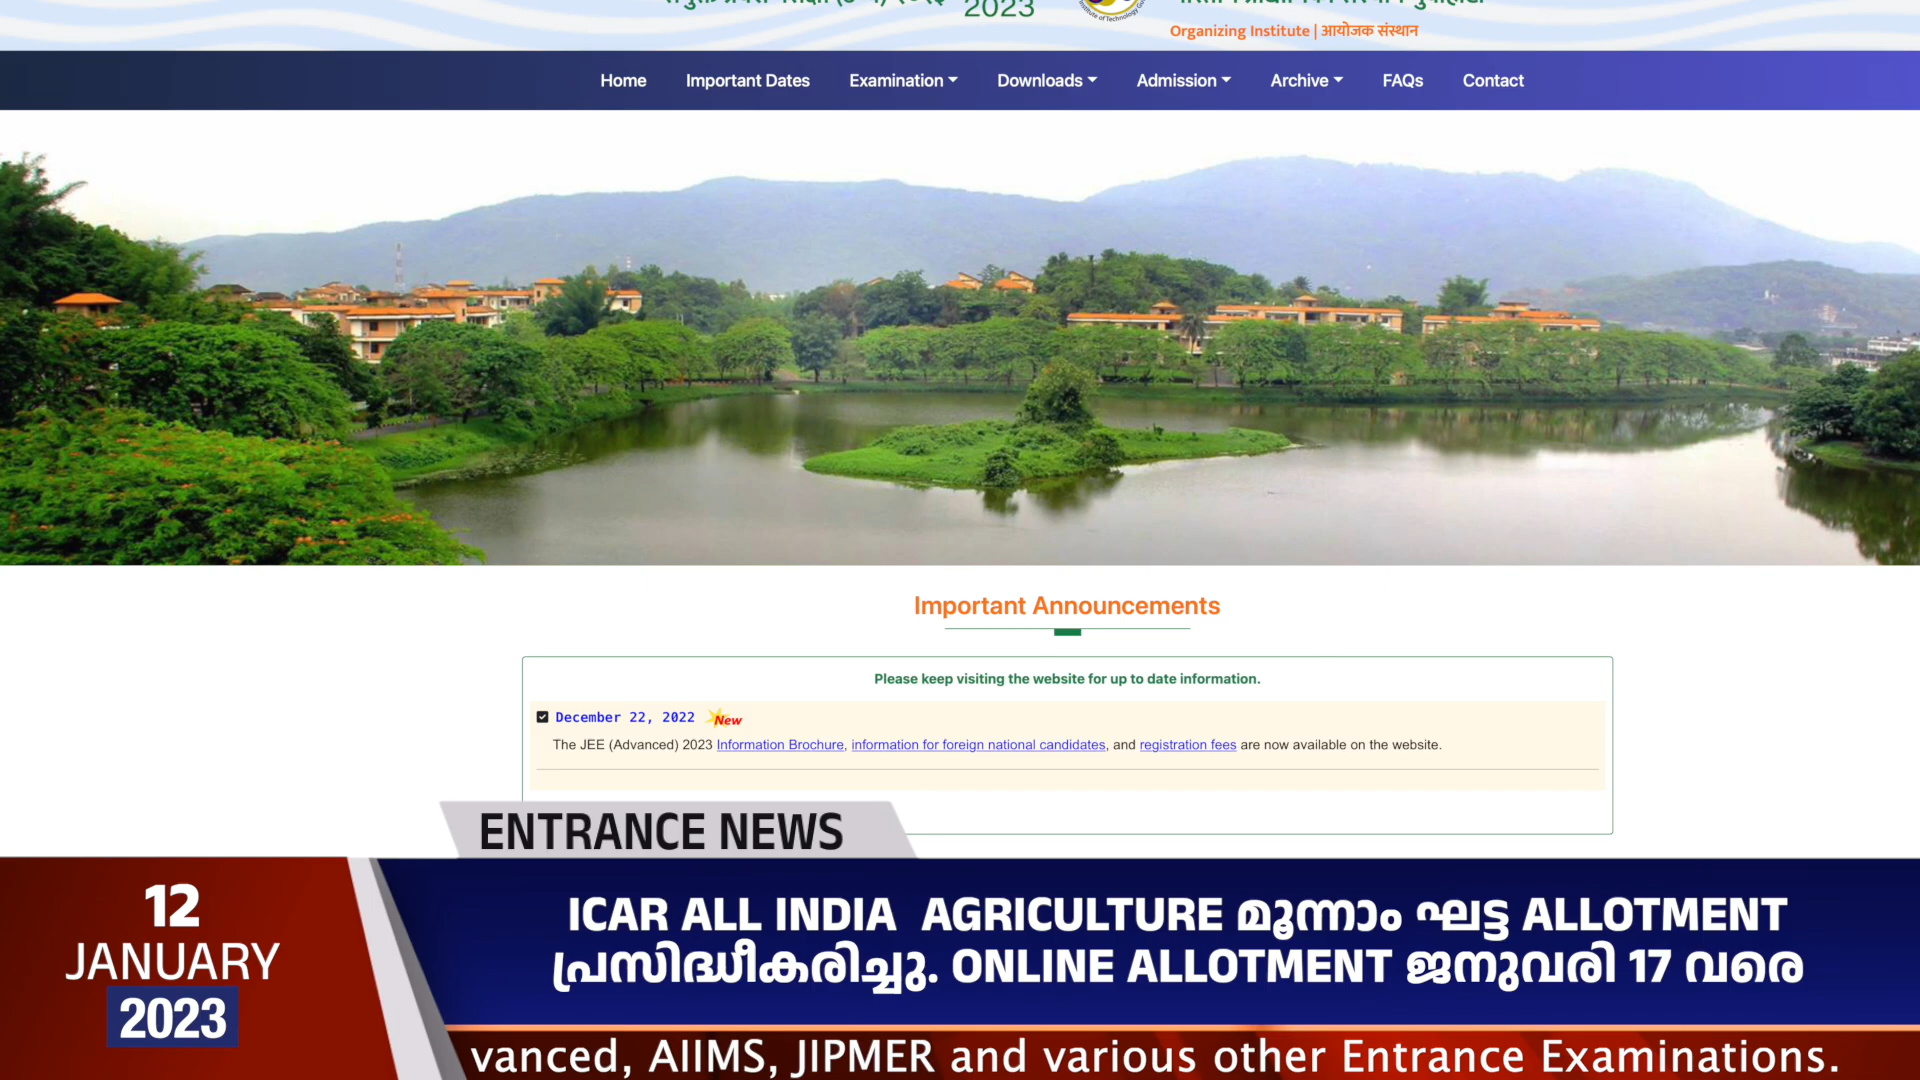 2023
Organizing Institute | आयोजक संस्थान
Home Important Dates Examination Downloads Admission Archive FAQs Contact
Important Announcements
Please keep visiting the website for up to date information.
December 22, 2022 New
The JEE (Advanced) 2023 Information Brochure, information for foreign national candidates, and registration fees are now available on the website.
ENTRANCE NEWS
12
JANUARY
2023
ICAR ALL INDIA AGRICULTURE മൂന്നാം ഘട്ട ALLOTMENT
പ്രസിദ്ധീകരിച്ചു. ONLINE ALLOTMENT ജനുവരി 17 വരെ
vanced, AIIMS, JIPMER and various other Entrance Examinations.